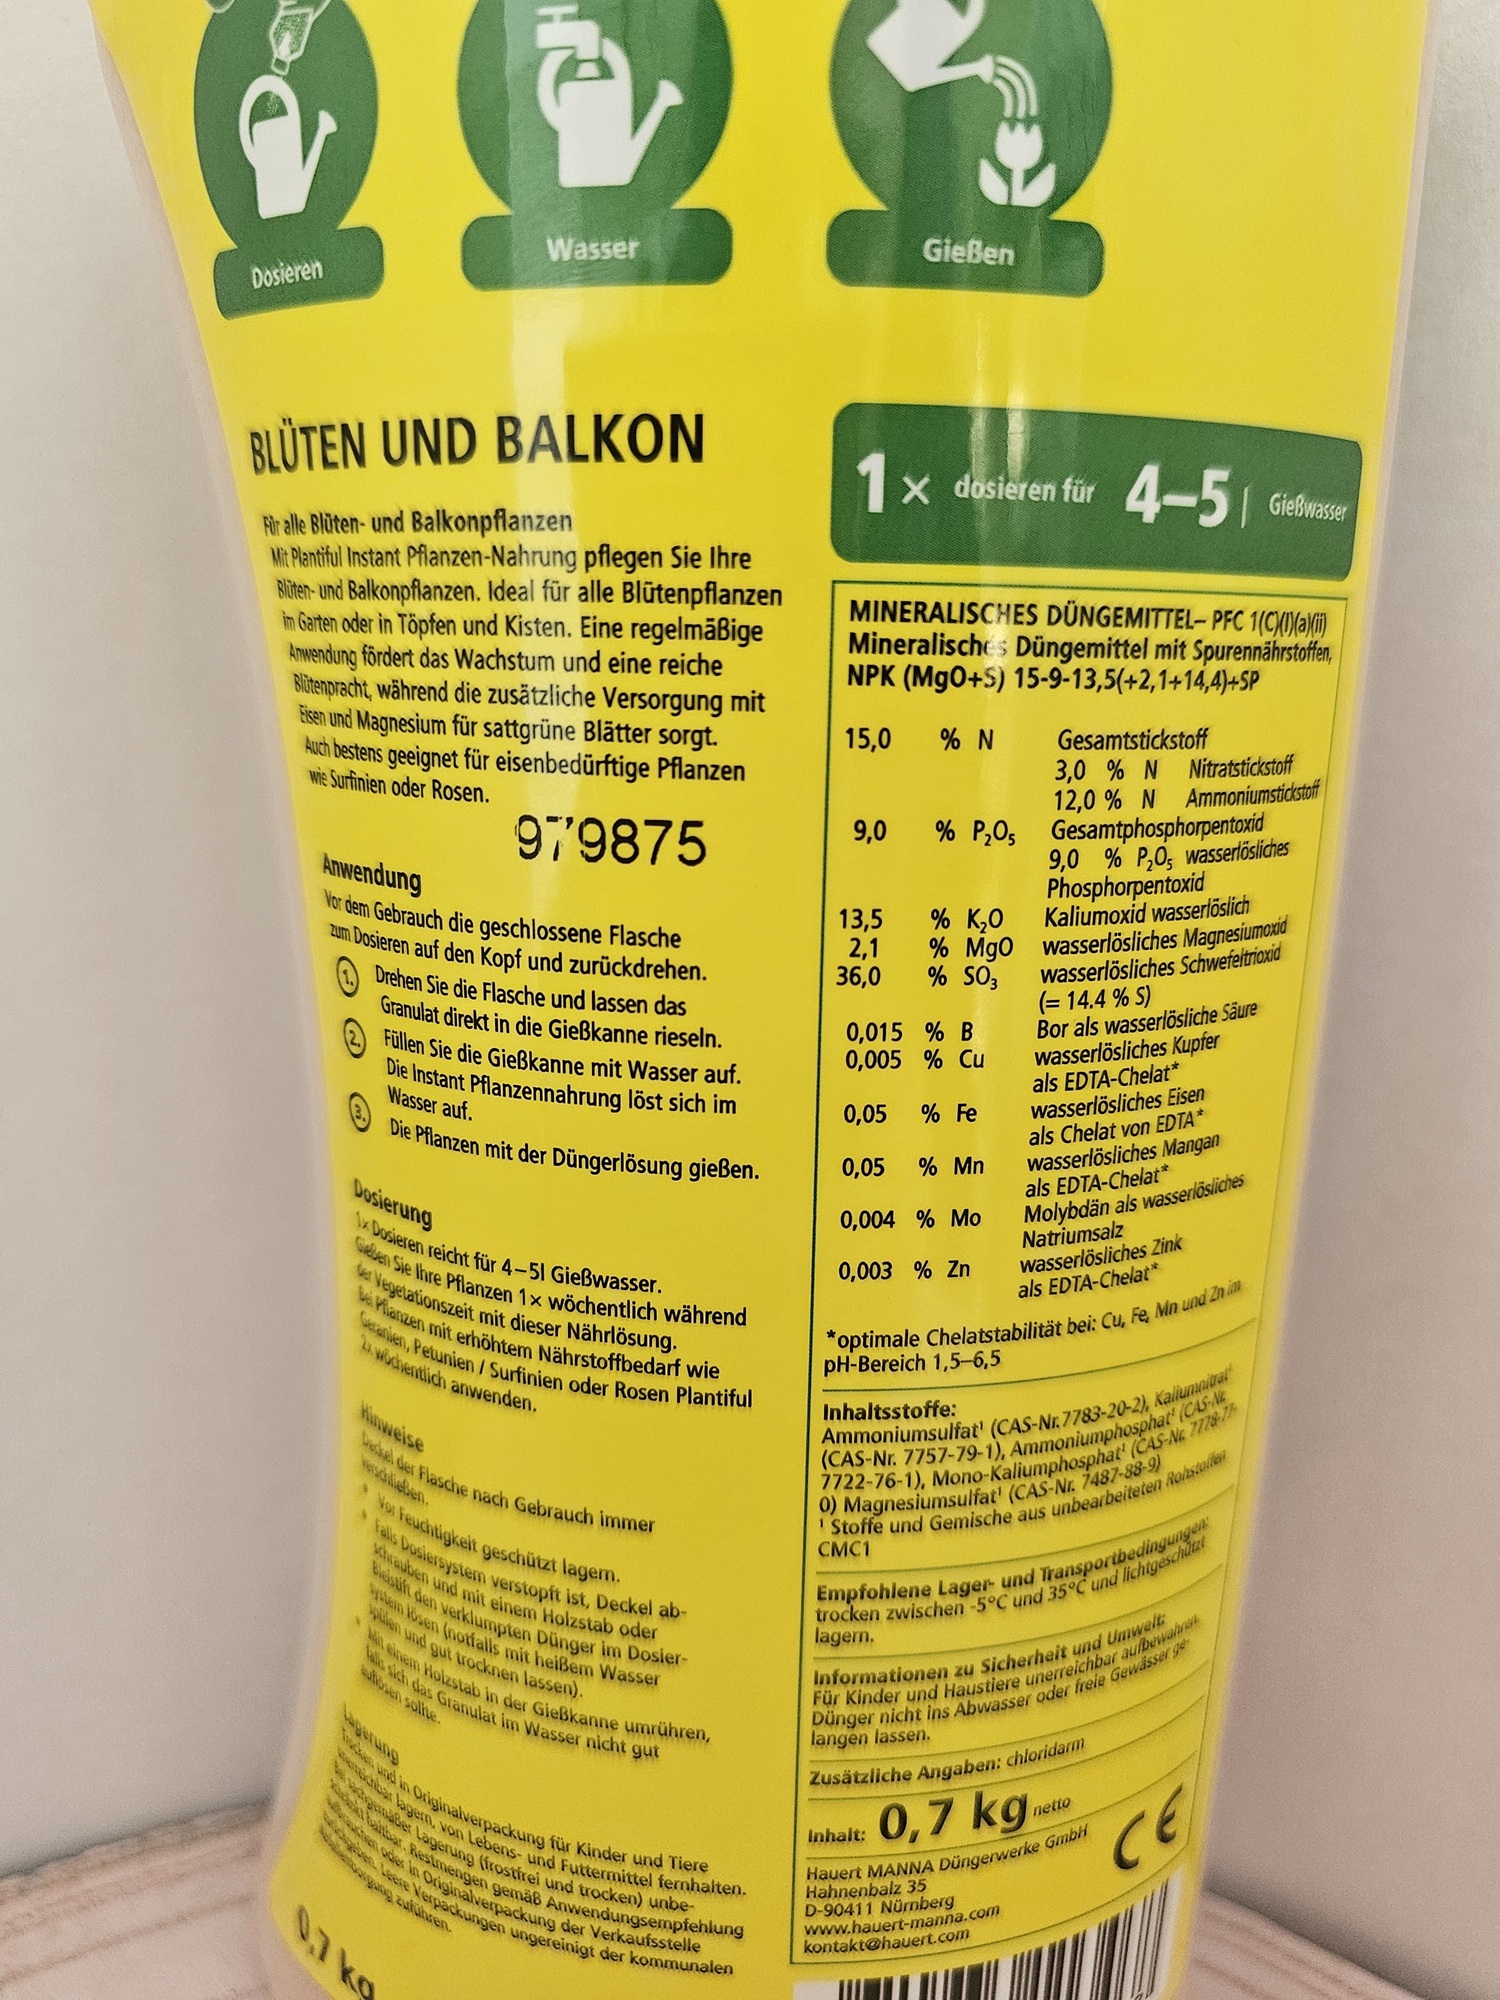 Dosieren
Wasser
Gießen
BLÜTEN UND BALKON
Für alle Blüten- und Balkonpflanzen
Mit Plantiful Instant Pflanzen-Nahrung pflegen Sie Ihre
Blüten- und Balkonpflanzen. Ideal für alle Blütenpflanzen
im Garten oder in Töpfen und Kisten. Eine regelmäßige
Anwendung fördert das Wachstum und eine reiche
Blütenpracht, während die zusätzliche Versorgung mit
Eisen und Magnesium für sattgrüne Blätter sorgt.
Auch bestens geeignet für eisenbedürftige Pflanzen
wie Surfinien oder Rosen.
979875
Anwendung
Vor dem Gebrauch die geschlossene Flasche
zum Dosieren auf den Kopf und zurückdrehen.
1. Drehen Sie die Flasche und lassen das
Granulat direkt in die Gießkanne rieseln.
2. Füllen Sie die Gießkanne mit Wasser auf.
Die Instant Pflanzennahrung löst sich im
Wasser auf.
3. Die Pflanzen mit der Düngerlösung gießen.
Dosierung
1x Dosieren reicht für 4–5l Gießwasser.
Gießen Sie Ihre Pflanzen 1x wöchentlich während
der Vegetationszeit mit dieser Nährlösung.
Bei Pflanzen mit erhöhtem Nährstoffbedarf wie
Geranien, Petunien / Surfinien oder Rosen Plantiful
2x wöchentlich anwenden.
Hinweise
Deckel der Flasche nach Gebrauch immer
verschließen.
• Vor Feuchtigkeit geschützt lagern.
• Falls Dosiersystem verstopft ist, Deckel ab-
schrauben und mit einem Holzstab oder
Bleistift den verklumpten Dünger im Dosier-
system lösen (notfalls mit heißem Wasser
spülen und gut trocknen lassen).
• Mit einem Holzstab in der Gießkanne umrühren,
falls sich das Granulat im Wasser nicht gut
auflösen sollte.
Lagerung
Trocken und in Originalverpackung für Kinder und Tiere
unerreichbar lagern, von Lebens- und Futtermittel fernhalten.
Bei sachgemäßer Lagerung (frostfrei und trocken) unbe-
schränkt haltbar. Restmengen gemäß Anwendungsempfehlung
aufbrauchen oder in Originalverpackung der Verkaufsstelle
zurückgeben. Leere Verpackungen ungereinigt der kommunalen
zuführen.
0,7 kg
1 x dosieren für 4–5 l Gießwasser
MINERALISCHES DÜNGEMITTEL– PFC 1(C)(I)(a)(ii)
Mineralisches Düngemittel mit Spurennährstoffen,
NPK (MgO+S) 15-9-13,5(+2,1+14,4)+SP
15,0 % N Gesamtstickstoff
3,0 % N Nitratstickstoff
12,0 % N Ammoniumstickstoff
9,0 % P₂O₅ Gesamtphosphorpentoxid
9,0 % P₂O₅ wasserlösliches
Phosphorpentoxid
13,5 % K₂O Kaliumoxid wasserlöslich
2,1 % MgO wasserlösliches Magnesiumoxid
36,0 % SO₃ wasserlösliches Schwefeltrioxid
(= 14.4 % S)
0,015 % B Bor als wasserlösliche Säure
0,005 % Cu wasserlösliches Kupfer
als EDTA-Chelat*
0,05 % Fe wasserlösliches Eisen
als Chelat von EDTA*
0,05 % Mn wasserlösliches Mangan
als EDTA-Chelat*
0,004 % Mo Molybdän als wasserlösliches
Natriumsalz
0,003 % Zn wasserlösliches Zink
als EDTA-Chelat*
*optimale Chelatstabilität bei: Cu, Fe, Mn und Zn im
pH-Bereich 1,5–6,5
Inhaltsstoffe:
Ammoniumsulfat¹ (CAS-Nr.7783-20-2), Kaliumnitrat¹
(CAS-Nr. 7757-79-1), Ammoniumphosphat¹ (CAS-Nr.
7722-76-1), Mono-Kaliumphosphat¹ (CAS-Nr. 7778-77-
0) Magnesiumsulfat¹ (CAS-Nr. 7487-88-9)
¹ Stoffe und Gemische aus unbearbeiteten Rohstoffen
CMC1
Empfohlene Lager- und Transportbedingungen:
trocken zwischen -5°C und 35°C und lichtgeschützt
lagern.
Informationen zu Sicherheit und Umwelt:
Für Kinder und Haustiere unerreichbar aufbewahren.
Dünger nicht ins Abwasser oder freie Gewässer ge-
langen lassen.
Zusätzliche Angaben: chloridarm
Inhalt: 0,7 kg netto
CE
Hauert MANNA Düngerwerke GmbH
Hahnenbalz 35
D-90411 Nürnberg
www.hauert-manna.com
kontakt@hauert.com